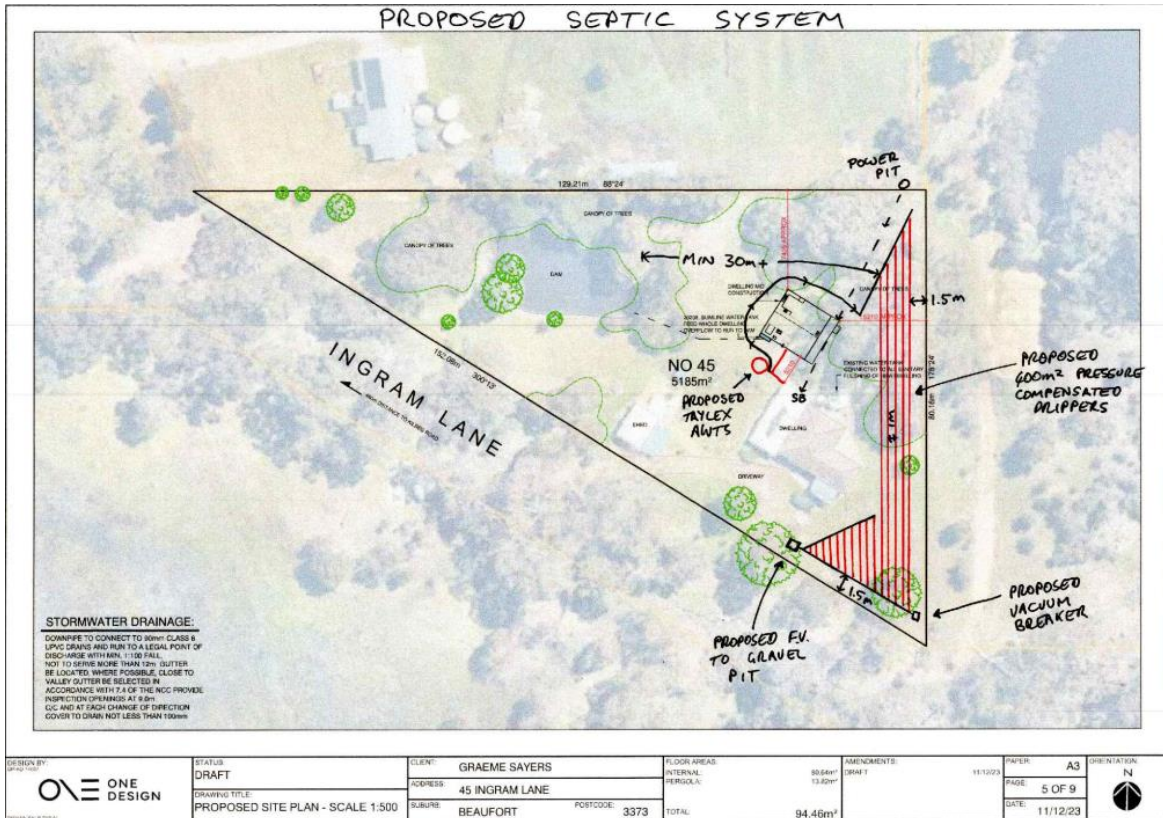 PROPOSED SEPTIC SYSTEM
POWER
PIT
129.21m 88°24'
CANOPY OF TREES
CANOPY OF TREES
MIN 30m+
DAM
CANOPY OF TREES
1.5m
NO 45
5185m²
PROPOSED
TAYLEX
AWTS
SB
1m
PROPOSED
400m² PRESSURE
COMPENSATED
DRIPPERS
80.16m
INGRAM LANE
152.08m 300°13'
SHED
DWELLING
DRIVEWAY
1.5m
PROPOSED F.V.
TO GRAVEL
PIT
PROPOSED
VACUUM
BREAKER
STORMWATER DRAINAGE:
DOWNPIPE TO CONNECT TO 90mm CLASS 6
UPVC DRAINS AND RUN TO A LEGAL POINT OF
DISCHARGE WITH MIN. 1:100 FALL.
NOT TO SERVE MORE THAN 12m GUTTER
BE LOCATED, WHERE POSSIBLE, CLOSE TO
VALLEY GUTTER BE SELECTED IN
ACCORDANCE WITH 7.4 OF THE NCC PROVIDE
INSPECTION OPENINGS AT 9.0m
C/C AND AT EACH CHANGE OF DIRECTION
COVER TO DRAIN NOT LESS THAN 100mm
DESIGN BY:
ONE
DESIGN
STATUS:
DRAFT
DRAWING TITLE:
PROPOSED SITE PLAN - SCALE 1:500
CLIENT: GRAEME SAYERS
ADDRESS: 45 INGRAM LANE
SUBURB: BEAUFORT POSTCODE: 3373
FLOOR AREAS:
INTERNAL: 80.64m²
PERGOLA: 13.82m²
TOTAL: 94.46m²
AMENDMENTS:
DRAFT 11/12/23
PAPER: A3
PAGE: 5 OF 9
DATE: 11/12/23
ORIENTATION:
N